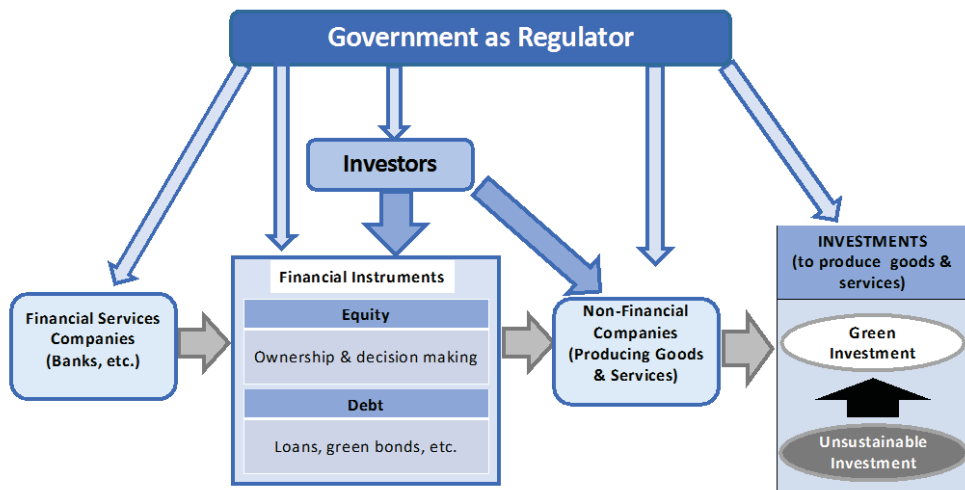 Government as Regulator
Investors
Financial Services
Companies
(Banks, etc.)
Financial Instruments
Equity
Ownership & decision making
Debt
Loans, green bonds, etc.
Non-Financial
Companies
(Producing Goods
& Services)
INVESTMENTS
(to produce goods &
services)
Green
Investment
Unsustainable
Investment